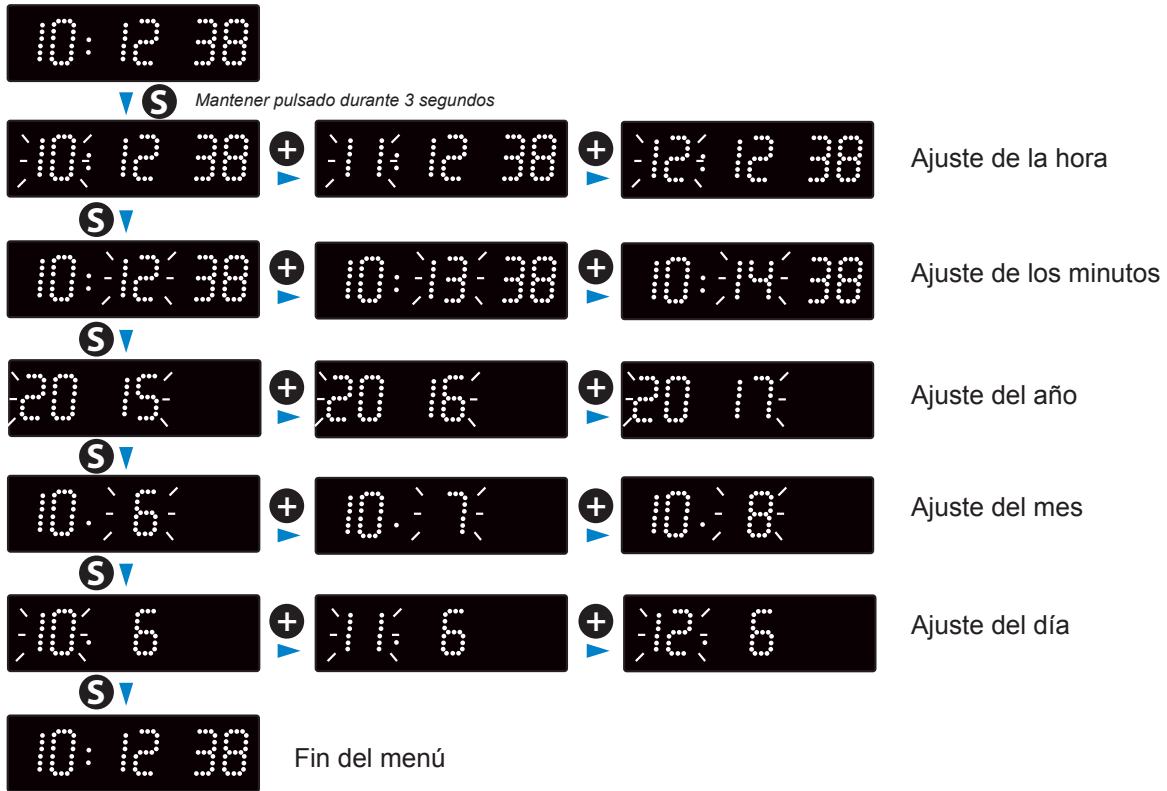 10: 12 38
S Mantener pulsado durante 3 segundos
10: 12 38 + 11: 12 38 + 12: 12 38 Ajuste de la hora
S
10: 12 38 + 10: 13 38 + 10: 14 38 Ajuste de los minutos
S
20 15 + 20 16 + 20 17 Ajuste del año
S
10. 6 + 10. 7 + 10. 8 Ajuste del mes
S
10. 6 + 11. 6 + 12. 6 Ajuste del día
S
10: 12 38 Fin del menú